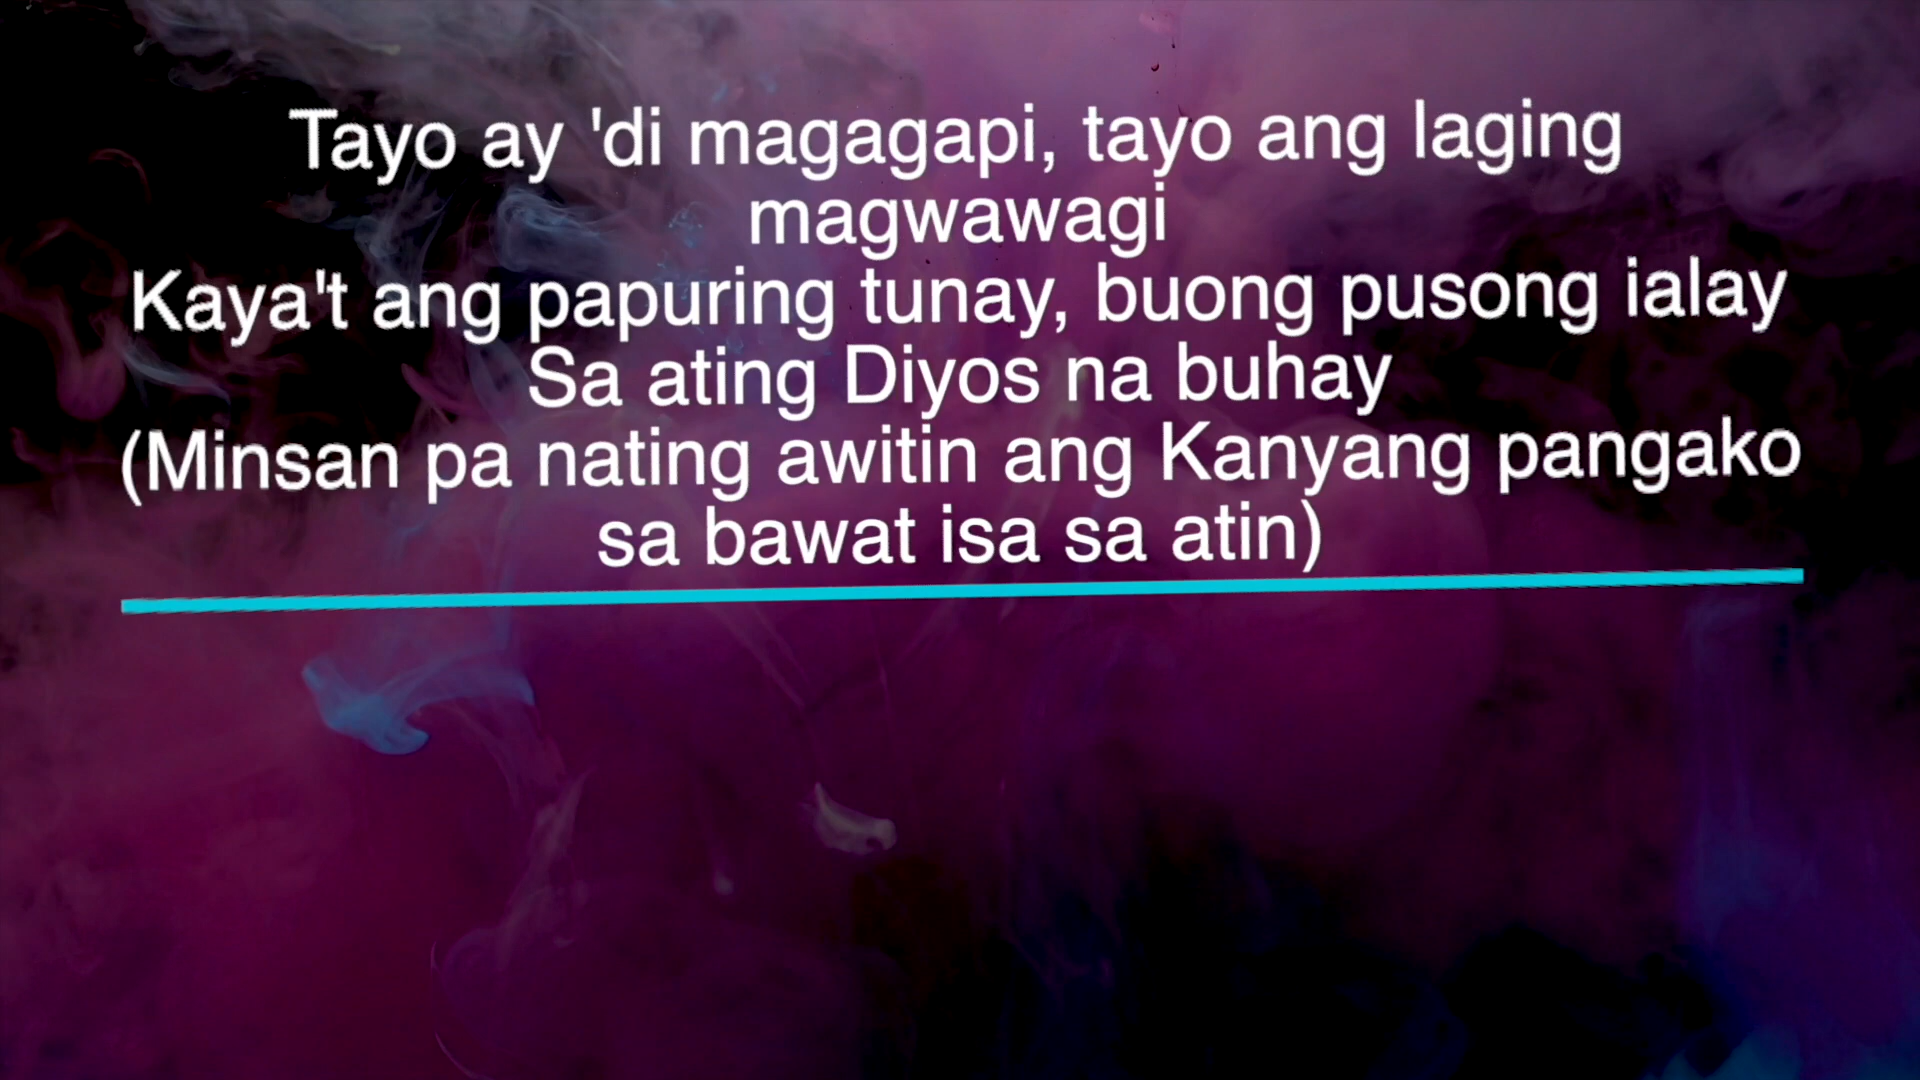 Tayo ay 'di magagapi, tayo ang laging
magwawagi
Kaya't ang papuring tunay, buong pusong ialay
Sa ating Diyos na buhay
(Minsan pa nating awitin ang Kanyang pangako
sa bawat isa sa atin)